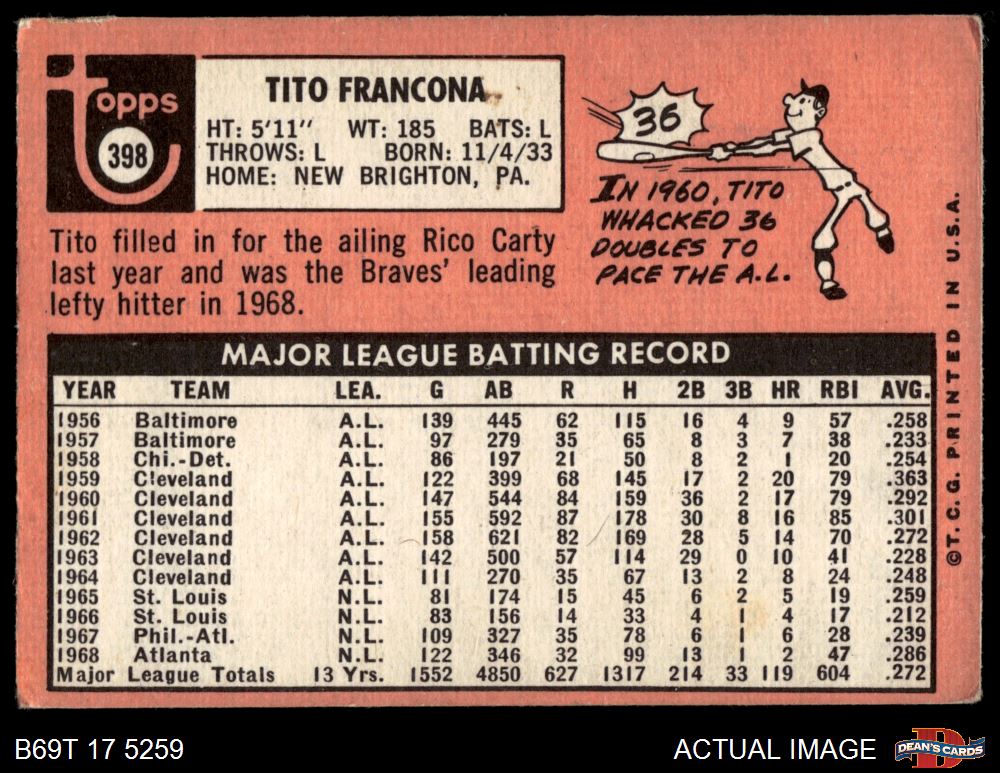 Topps
398
TITO FRANCONA
HT: 5'11" WT: 185 BATS: L
THROWS: L BORN: 11/4/33
HOME: NEW BRIGHTON, PA.
36
IN 1960, TITO
WHACKED 36
DOUBLES TO
PACE THE A.L.
Tito filled in for the ailing Rico Carty
last year and was the Braves' leading
lefty hitter in 1968.
MAJOR LEAGUE BATTING RECORD
YEAR TEAM LEA. G AB R H 2B 3B HR RBI AVG.
1956 Baltimore A.L. 139 445 62 115 16 4 9 57 .258
1957 Baltimore A.L. 97 279 35 65 8 3 7 38 .233
1958 Chi.-Det. A.L. 86 197 21 50 8 2 1 20 .254
1959 Cleveland A.L. 122 399 68 145 17 2 20 79 .363
1960 Cleveland A.L. 147 544 84 159 36 2 17 79 .292
1961 Cleveland A.L. 155 592 87 178 30 8 16 85 .301
1962 Cleveland A.L. 158 621 82 169 28 5 14 70 .272
1963 Cleveland A.L. 142 500 57 114 29 0 10 41 .228
1964 Cleveland A.L. 111 270 35 67 13 2 8 24 .248
1965 St. Louis N.L. 81 174 15 45 6 2 5 19 .259
1966 St. Louis N.L. 83 156 14 33 4 1 4 17 .212
1967 Phil.-Atl. N.L. 109 327 35 78 6 1 6 28 .239
1968 Atlanta N.L. 122 346 32 99 13 1 2 47 .286
Major League Totals 13 Yrs. 1552 4850 627 1317 214 33 119 604 .272
©T.C.G. PRINTED IN U.S.A.
B69T 17 5259
ACTUAL IMAGE
D
DEAN'S CARDS